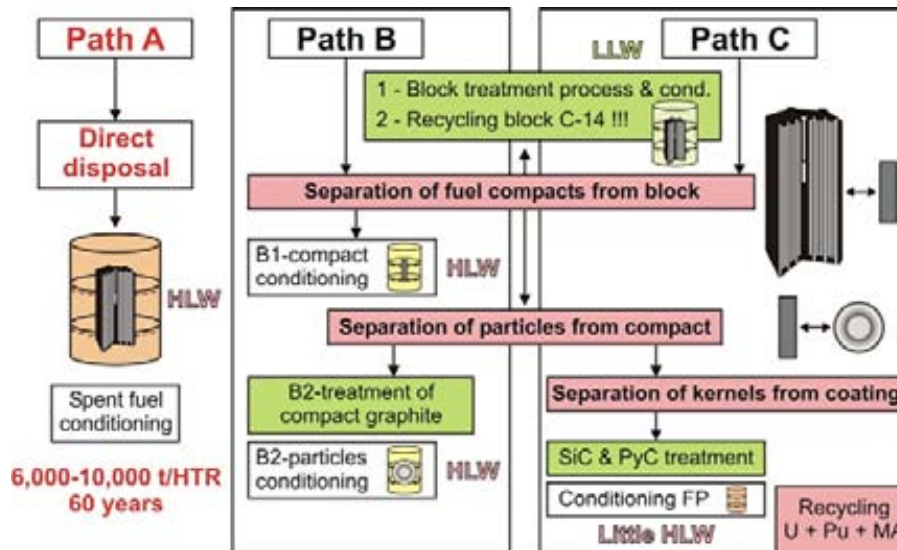 Path A
Direct
disposal
HLW
Spent fuel
conditioning
6,000-10,000 t/HTR
60 years
Path B
Path C
LLW
1 - Block treatment process & cond.
2 - Recycling block C-14 !!!
Separation of fuel compacts from block
B1-compact
conditioning
HLW
Separation of particles from compact
B2-treatment of
compact graphite
B2-particles
conditioning
HLW
Separation of kernels from coating
SiC & PyC treatment
Conditioning FP
Little HLW
Recycling
U + Pu + MA